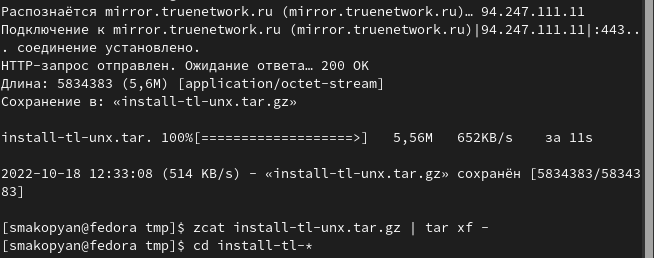 Распознаётся mirror.truenetwork.ru (mirror.truenetwork.ru)… 94.247.111.11
Подключение к mirror.truenetwork.ru (mirror.truenetwork.ru)|94.247.111.11|:443..
. соединение установлено.
HTTP-запрос отправлен. Ожидание ответа… 200 OK
Длина: 5834383 (5,6M) [application/octet-stream]
Сохранение в: «install-tl-unx.tar.gz»
install-tl-unx.tar. 100%[===================>]   5,56M   652KB/s    за 11s
2022-10-18 12:33:08 (514 KB/s) - «install-tl-unx.tar.gz» сохранён [5834383/58343
83]
[smakopyan@fedora tmp]$ zcat install-tl-unx.tar.gz | tar xf -
[smakopyan@fedora tmp]$ cd install-tl-*